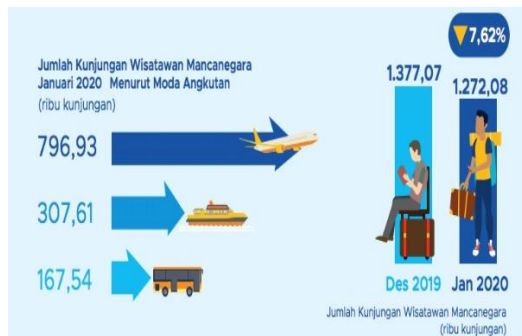 Jumlah Kunjungan Wisatawan Mancanegara
Januari 2020 Menurut Moda Angkutan
(ribu kunjungan)
796,93
307,61
167,54
7,62%
1.377,07
1.272,08
Des 2019
Jan 2020
Jumlah Kunjungan Wisatawan Mancanegara
(ribu kunjungan)